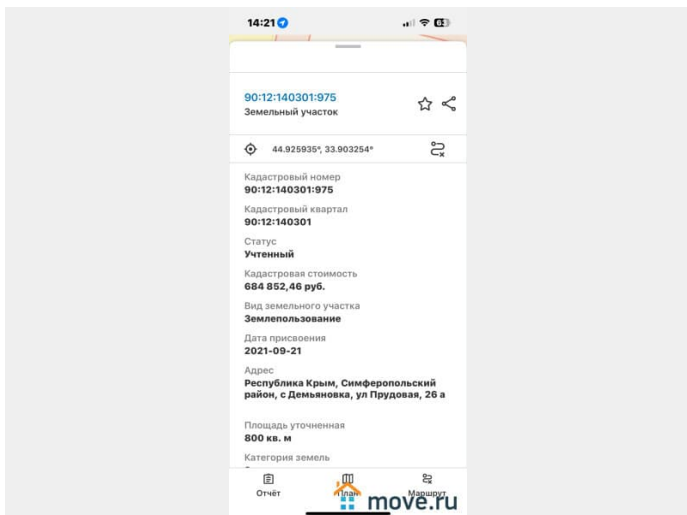 14:21
63
90:12:140301:975
Земельный участок
44.925935°, 33.903254°
Кадастровый номер
90:12:140301:975
Кадастровый квартал
90:12:140301
Статус
Учтенный
Кадастровая стоимость
684 852,46 руб.
Вид земельного участка
Землепользование
Дата присвоения
2021-09-21
Адрес
Республика Крым, Симферопольский
район, с Демьяновка, ул Прудовая, 26 а
Площадь уточненная
800 кв. м
Категория земель
Отчёт
План
Маршрут
move.ru